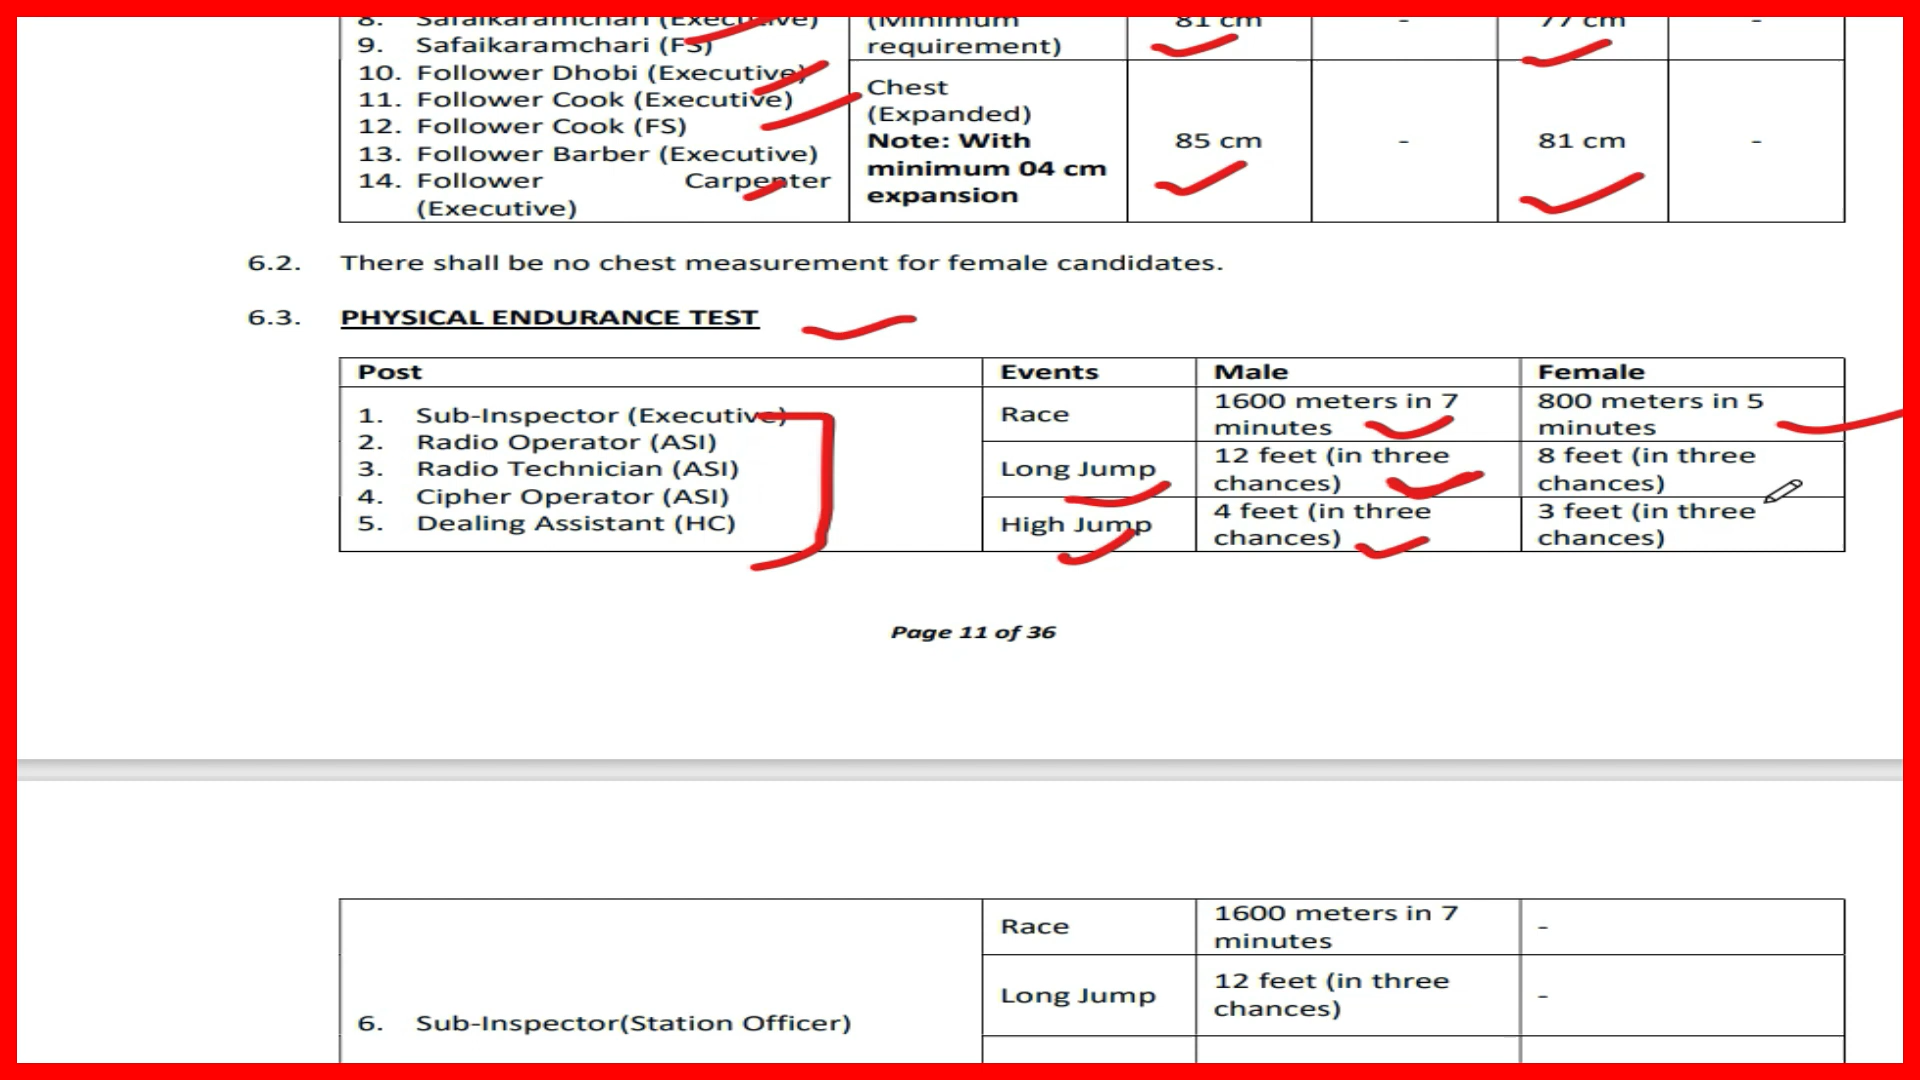 8. Safaikaramchari (Executive)
9. Safaikaramchari (FS)
10. Follower Dhobi (Executive)
11. Follower Cook (Executive)
12. Follower Cook (FS)
13. Follower Barber (Executive)
14. Follower Carpenter
(Executive)
(Minimum
requirement)
81 cm
-
77 cm
-
Chest
(Expanded)
Note: With
minimum 04 cm
expansion
85 cm
-
81 cm
-
6.2. There shall be no chest measurement for female candidates.
6.3. PHYSICAL ENDURANCE TEST
Post Events Male Female
1. Sub-Inspector (Executive)
2. Radio Operator (ASI)
3. Radio Technician (ASI)
4. Cipher Operator (ASI)
5. Dealing Assistant (HC)
Race
1600 meters in 7
minutes
800 meters in 5
minutes
Long Jump
12 feet (in three
chances)
8 feet (in three
chances)
High Jump
4 feet (in three
chances)
3 feet (in three
chances)
Page 11 of 36
6. Sub-Inspector(Station Officer)
Race
1600 meters in 7
minutes
-
Long Jump
12 feet (in three
chances)
-